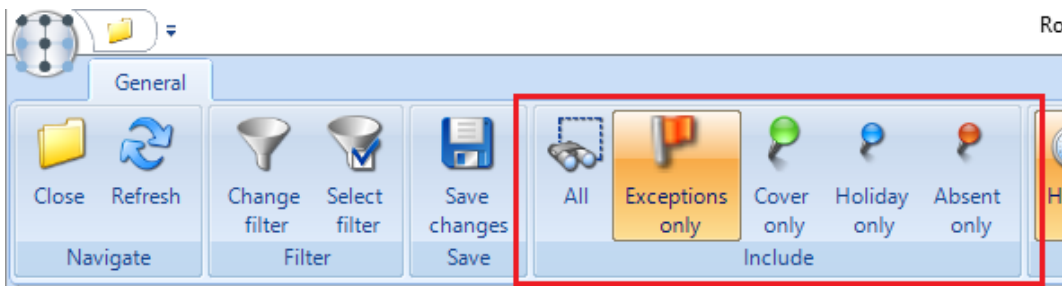 Ro
General
Close Refresh Change filter Select filter Save changes All Exceptions only Cover only Holiday only Absent only H
Navigate Filter Save Include